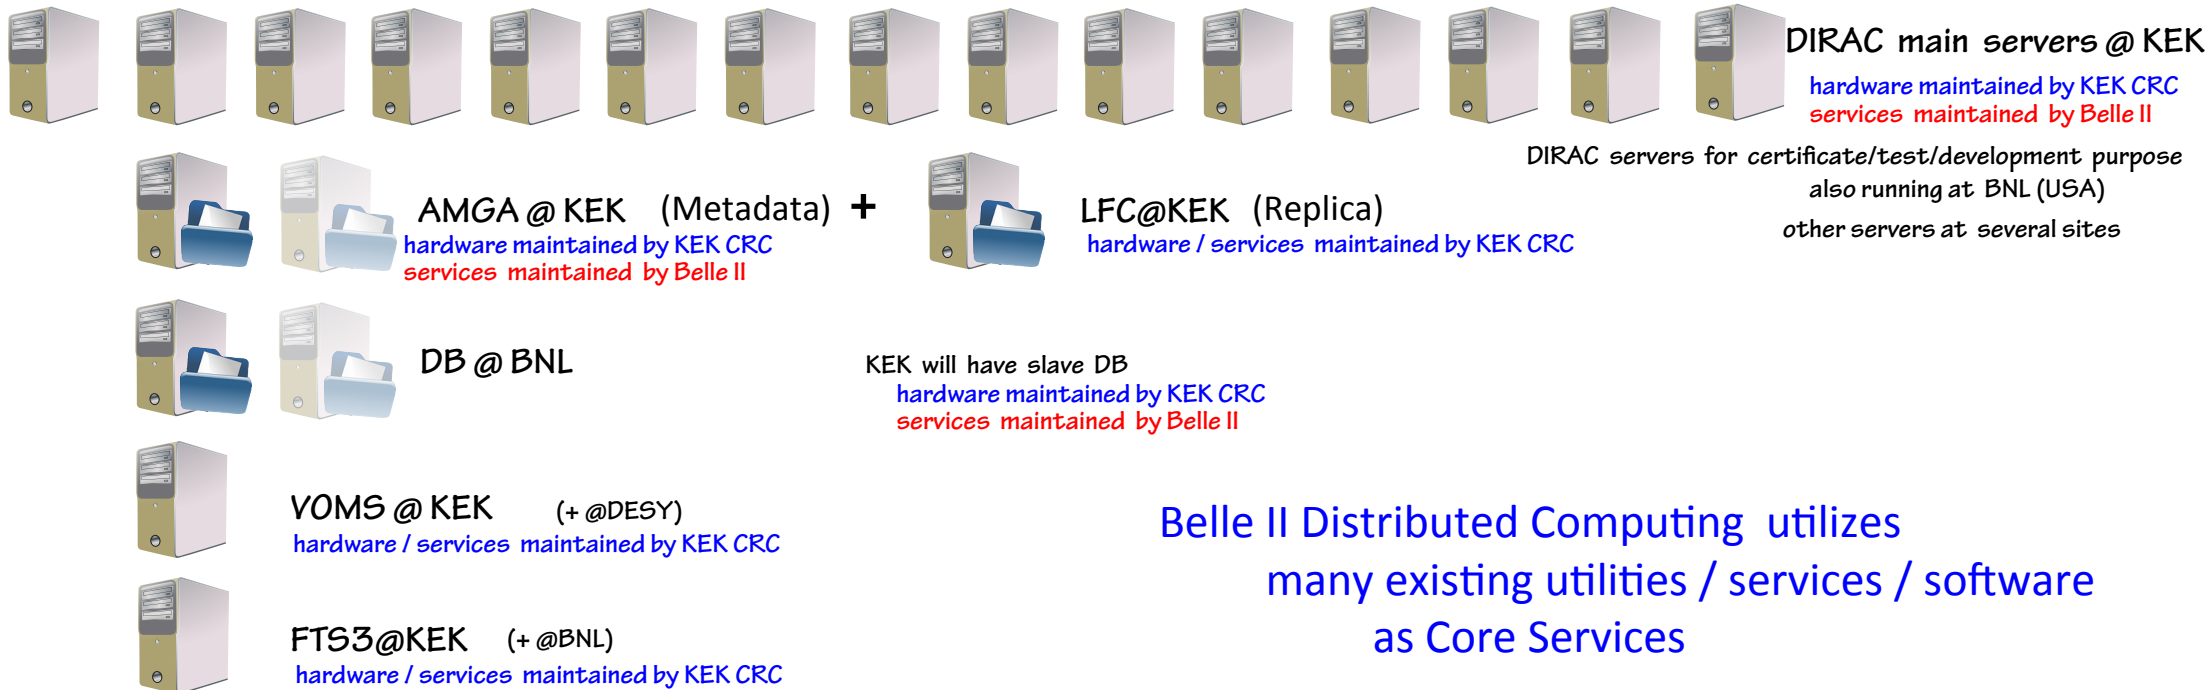 DIRAC main servers @ KEK
hardware maintained by KEK CRC
services maintained by Belle II
DIRAC servers for certificate/test/development purpose
also running at BNL (USA)
other servers at several sites
AMGA @ KEK (Metadata) +
hardware maintained by KEK CRC
services maintained by Belle II
LFC@KEK (Replica)
hardware / services maintained by KEK CRC
DB @ BNL
KEK will have slave DB
hardware maintained by KEK CRC
services maintained by Belle II
VOMS @ KEK (+ @DESY)
hardware / services maintained by KEK CRC
FTS3@KEK (+ @BNL)
hardware / services maintained by KEK CRC
Belle II Distributed Computing utilizes
many existing utilities / services / software
as Core Services